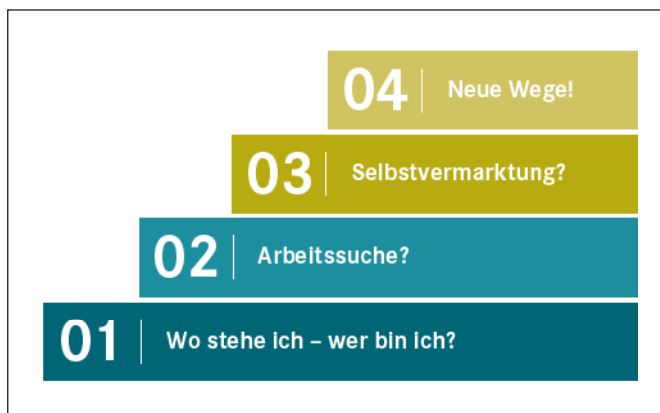 04 Neue Wege!
03 Selbstvermarktung?
02 Arbeitssuche?
01 Wo stehe ich – wer bin ich?